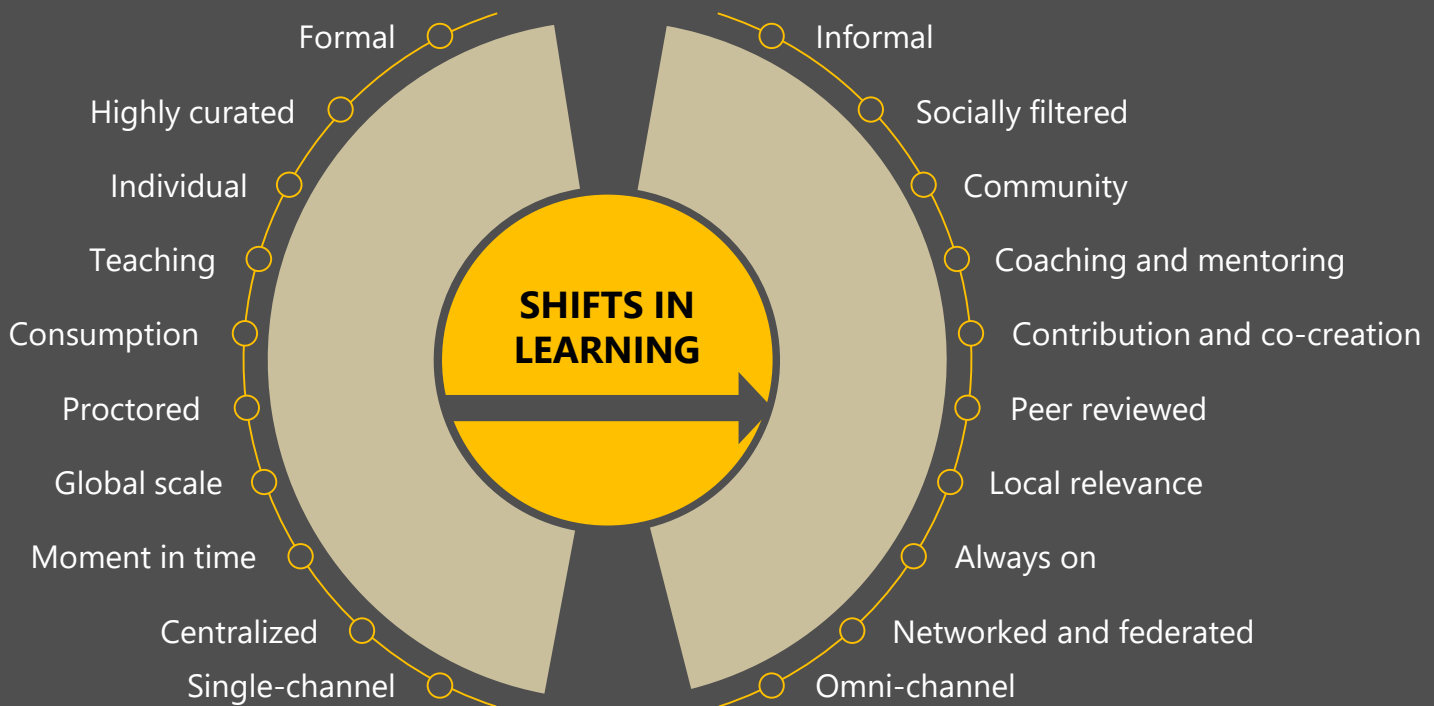 Formal
Informal
Highly curated
Socially filtered
Individual
Community
Teaching
Coaching and mentoring
SHIFTS IN
LEARNING
Consumption
Contribution and co-creation
Proctored
Peer reviewed
Global scale
Local relevance
Moment in time
Always on
Centralized
Networked and federated
Single-channel
Omni-channel